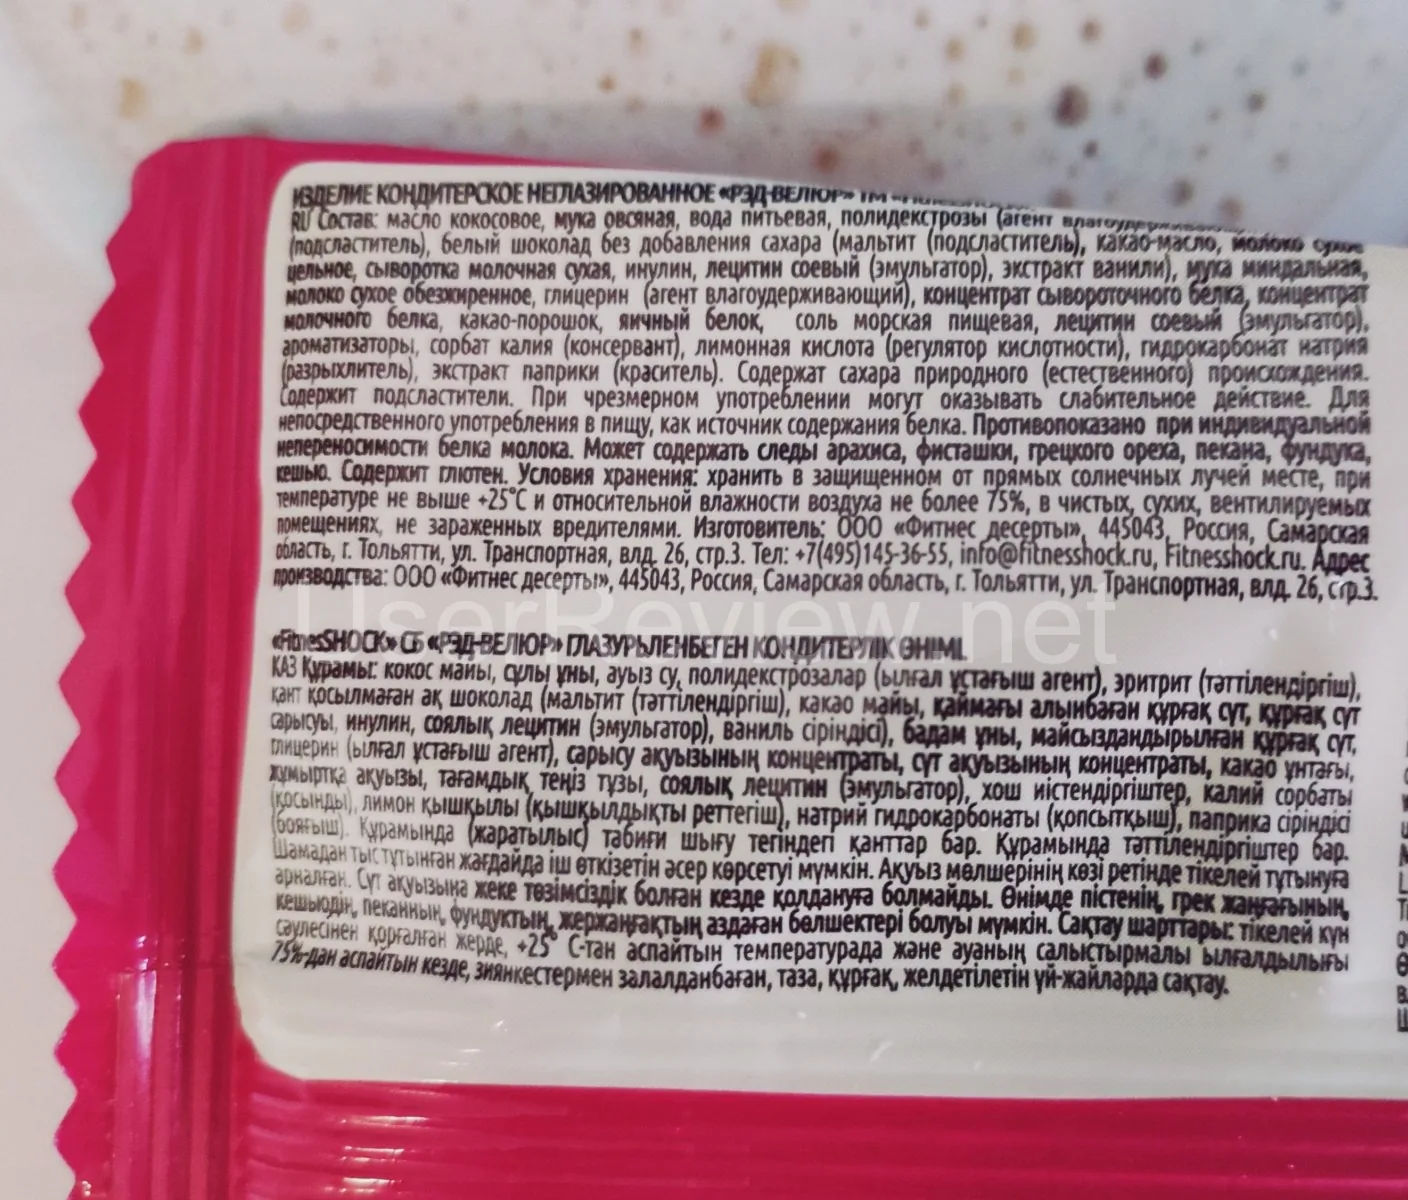 ИЗДЕЛИЕ КОНДИТЕРСКОЕ НЕГЛАЗИРОВАННОЕ «РЭД-ВЕЛЮР» ТМ
RU Состав: масло кокосовое, мука овсяная, вода питьевая, полидекстрозы (агент влагоудерживающий
(подсластитель), белый шоколад без добавления сахара (мальтит (подсластитель), какао-масло, молоко сухое
цельное, сыворотка молочная сухая, инулин, лецитин соевый (эмульгатор), экстракт ванили), мука миндальная,
молоко сухое обезжиренное, глицерин (агент влагоудерживающий), концентрат сывороточного белка, концентрат
молочного белка, какао-порошок, яичный белок, соль морская пищевая, лецитин соевый (эмульгатор),
ароматизаторы, сорбат калия (консервант), лимонная кислота (регулятор кислотности), гидрокарбонат натрия
(разрыхлитель), экстракт паприки (краситель). Содержат сахара природного (естественного) происхождения.
Содержит подсластители. При чрезмерном употреблении могут оказывать слабительное действие. Для
непосредственного употребления в пищу, как источник содержания белка. Противопоказано при индивидуальной
непереносимости белка молока. Может содержать следы арахиса, фисташки, грецкого ореха, пекана, фундука,
кешью. Содержит глютен. Условия хранения: хранить в защищенном от прямых солнечных лучей месте, при
температуре не выше +25°С и относительной влажности воздуха не более 75%, в чистых, сухих, вентилируемых
помещениях, не зараженных вредителями. Изготовитель: ООО «Фитнес десерты», 445043, Россия, Самарская
область, г. Тольятти, ул. Транспортная, влд. 26, стр.3. Тел: +7(495)145-36-55, info@fitnesshock.ru, Fitnesshock.ru. Адрес
производства: ООО «Фитнес десерты», 445043, Россия, Самарская область, г. Тольятти, ул. Транспортная, влд. 26, стр.3.
UserReview.net
«FitnesSHOCK» СБ «РЭД-ВЕЛЮР» ГЛАЗУРЬЛЕНБЕГЕН КОНДИТЕРЛІК ӨНІМІ.
КАЗ Құрамы: кокос майы, сұлы ұны, ауыз су, полидекстрозалар (ылғал ұстағыш агент), эритрит (тәттілендіргіш),
қант қосылмаған ақ шоколад (мальтит (тәттілендіргіш), какао майы, қаймағы алынбаған құрғақ сүт, құрғақ сүт
сарысуы, инулин, соялық лецитин (эмульгатор), ваниль сіріндісі), бадам ұны, майсыздандырылған құрғақ сүт,
глицерин (ылғал ұстағыш агент), сарысу ақуызының концентраты, сүт ақуызының концентраты, какао ұнтағы,
жұмыртқа ақуызы, тағамдық теңіз тұзы, соялық лецитин (эмульгатор), хош иістендіргіштер, калий сорбаты
(қосынды), лимон қышқылы (қышқылдықты реттегіш), натрий гидрокарбонаты (қопсытқыш), паприка сіріндісі
(бояғыш). Құрамында (жаратылыс) табиғи шығу тегіндегі қанттар бар. Құрамында тәттілендіргіштер бар.
Шамадан тыс тұтынған жағдайда іш өткізетін әсер көрсетуі мүмкін. Ақуыз мөлшерінің көзі ретінде тікелей тұтынуға
арналған. Сүт ақуызына жеке төзімсіздік болған кезде қолдануға болмайды. Өнімде пістенің, грек жаңғағының,
кешьюдің, пеканның, фундуктың, жержаңғақтың аздаған бөлшектері болуы мүмкін. Сақтау шарттары: тікелей күн
сәулесінен қорғалған жерде, +25° С-тан аспайтын температурада және ауаның салыстырмалы ылғалдылығы
75%-дан аспайтын кезде, зиянкестермен залалданбаған, таза, құрғақ, желдетілетін үй-жайларда сақтау.